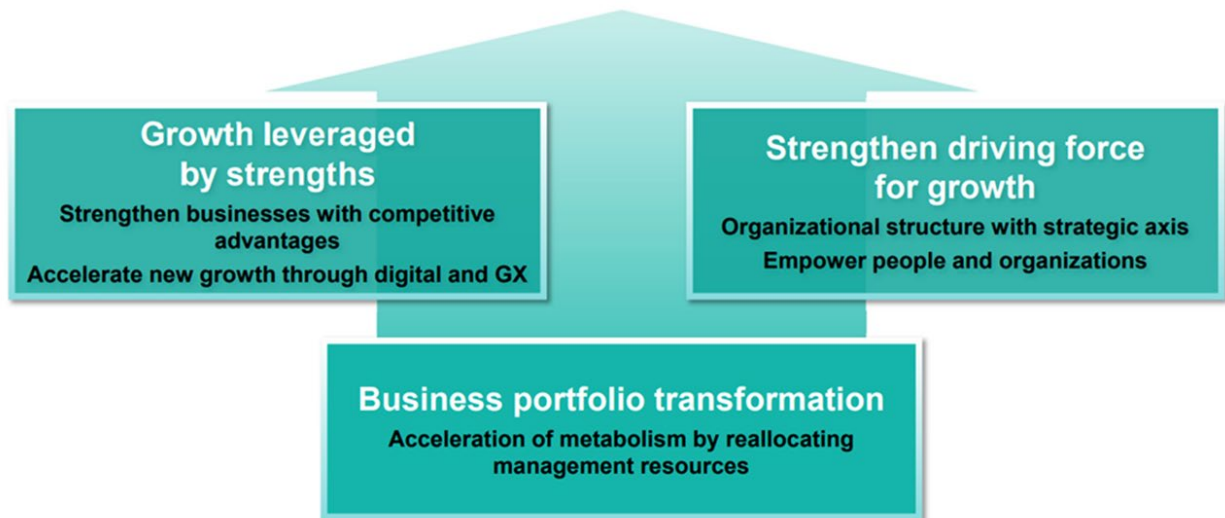 Growth leveraged
by strengths
Strengthen businesses with competitive
advantages
Accelerate new growth through digital and GX
Strengthen driving force
for growth
Organizational structure with strategic axis
Empower people and organizations
Business portfolio transformation
Acceleration of metabolism by reallocating
management resources